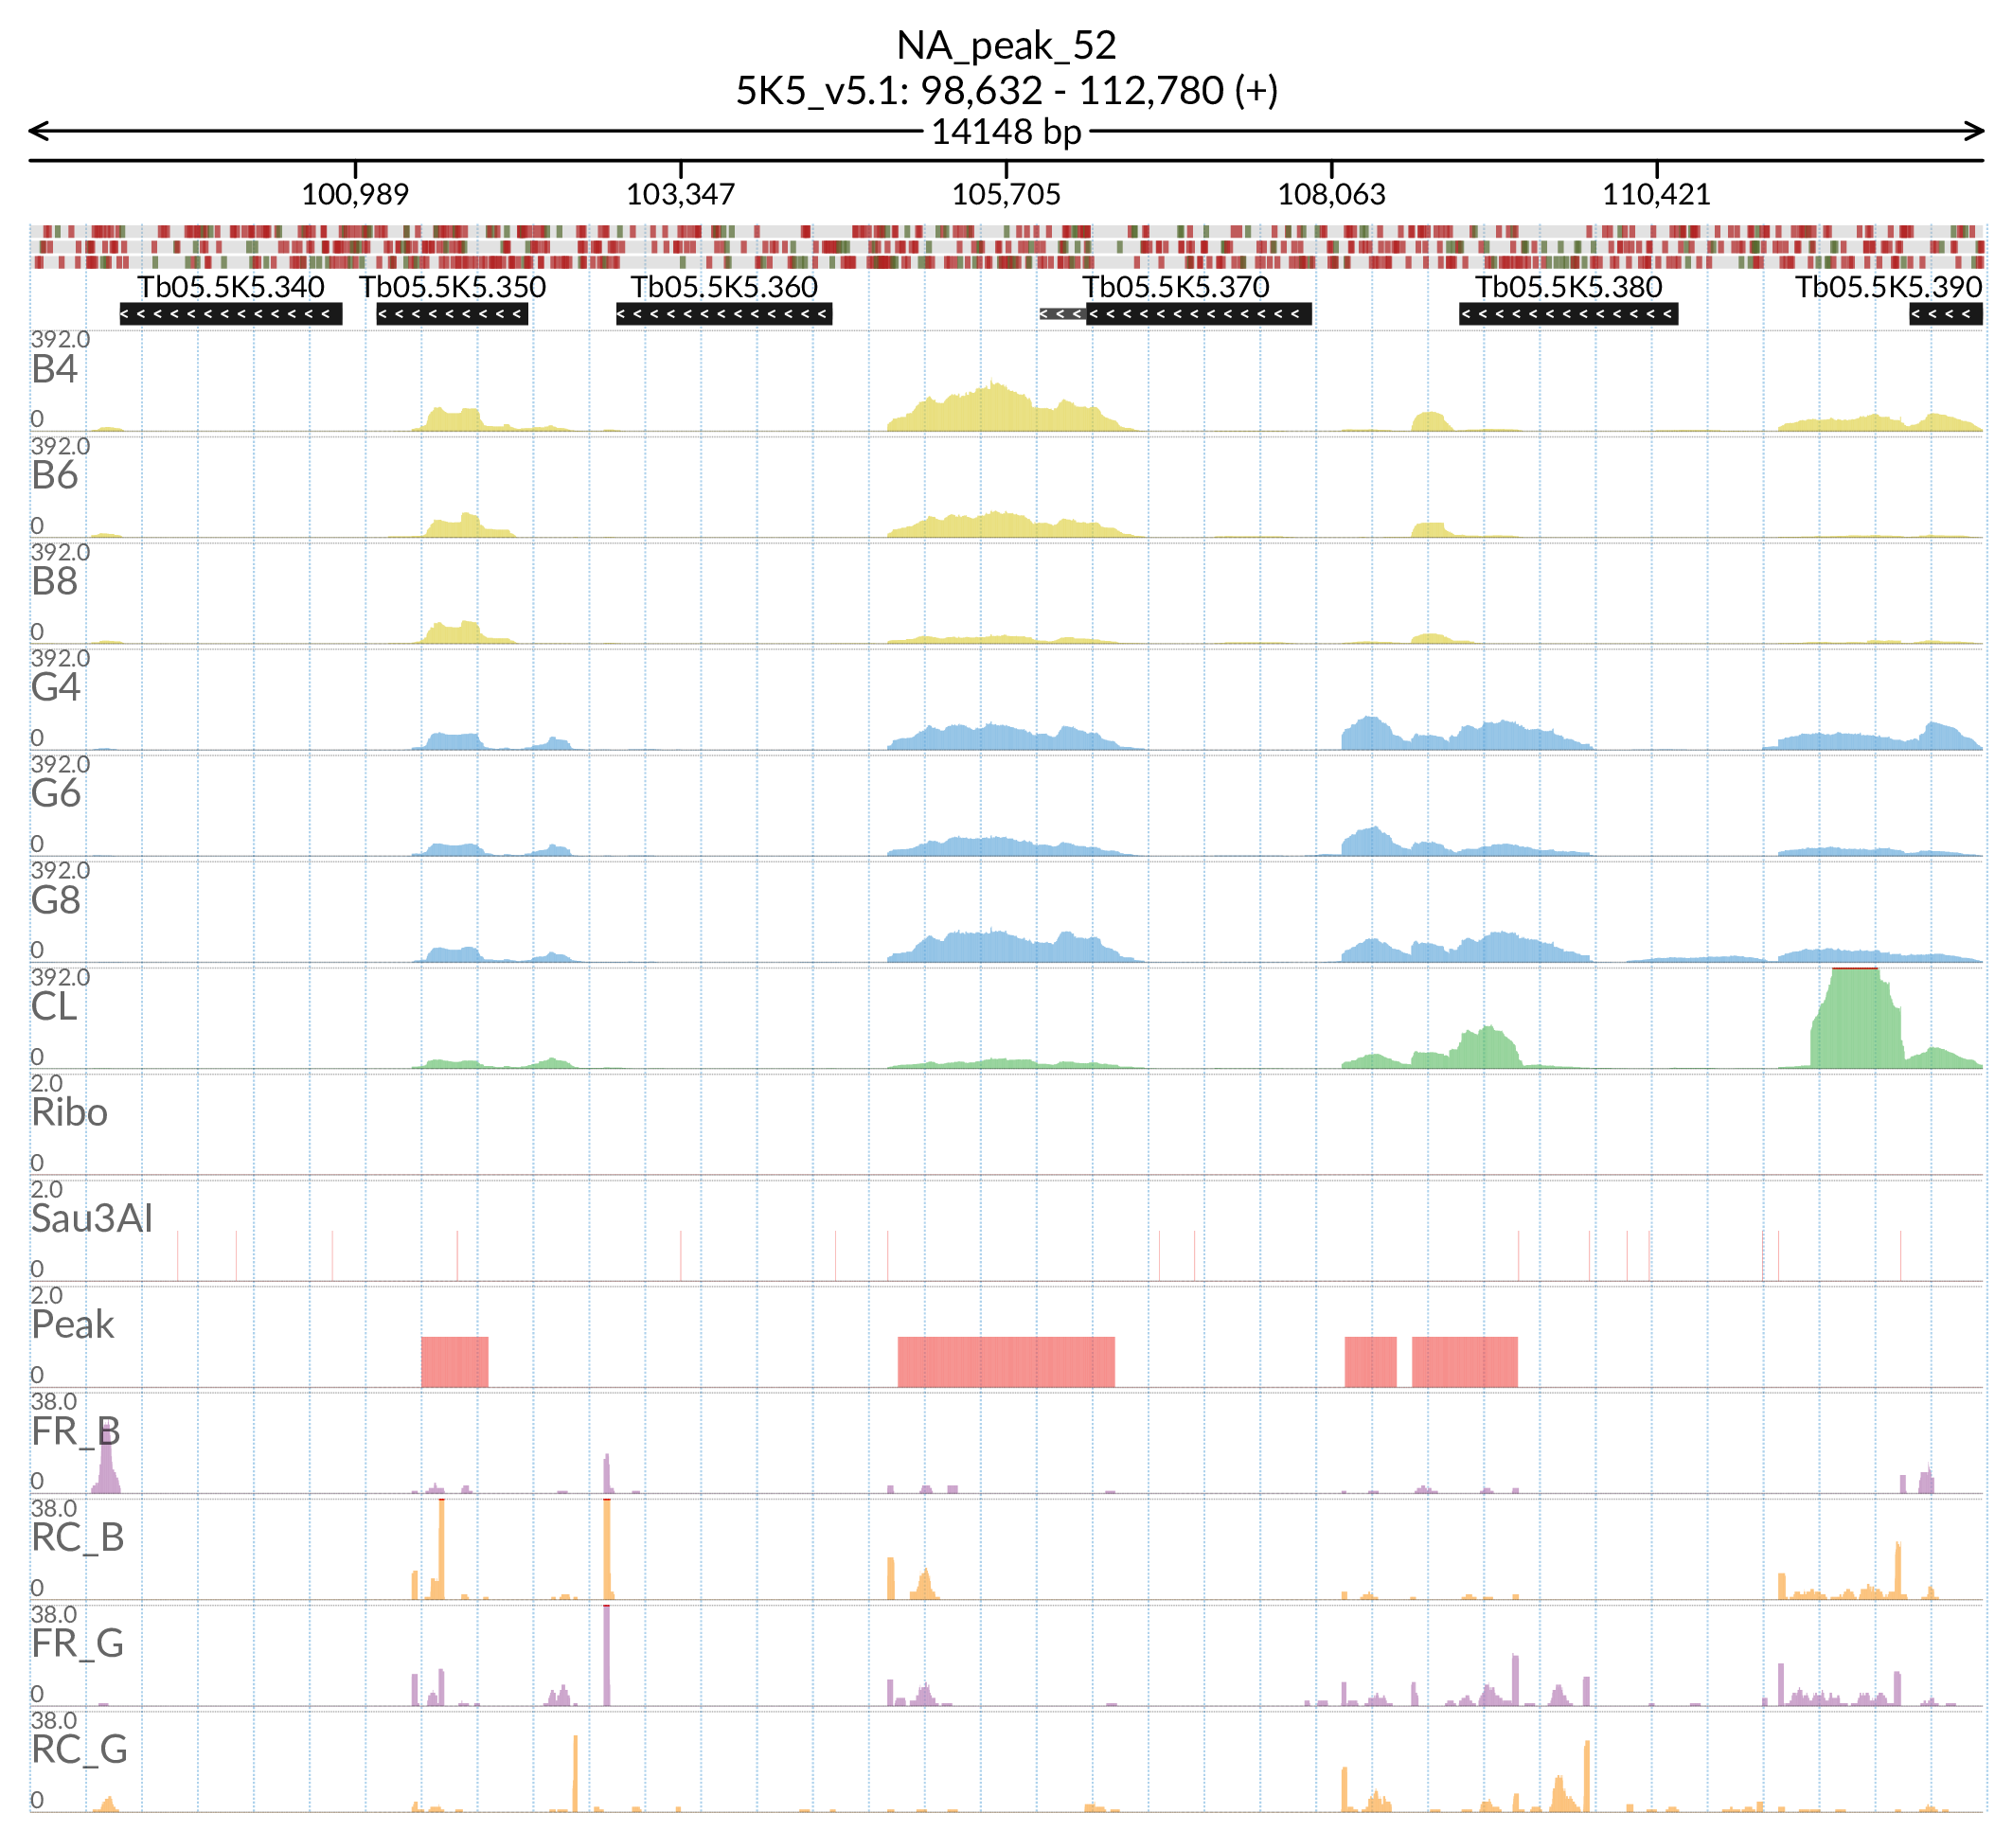 NA_peak_52
5K5_v5.1: 98,632 - 112,780 (+)
14148 bp
100,989 103,347 105,705 108,063 110,421
Tb05.5K5.340 Tb05.5K5.350 Tb05.5K5.360 Tb05.5K5.370 Tb05.5K5.380 Tb05.5K5.390
392.0
B4
0
392.0
B6
0
392.0
B8
0
392.0
G4
0
392.0
G6
0
392.0
G8
0
392.0
CL
0
2.0
Ribo
0
2.0
Sau3AI
0
2.0
Peak
0
38.0
FR_B
0
38.0
RC_B
0
38.0
FR_G
0
38.0
RC_G
0